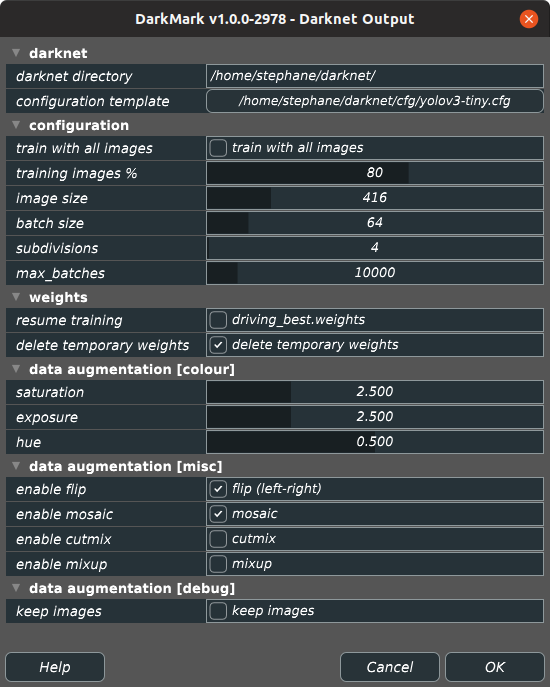 DarkMark v1.0.0-2978 - Darknet Output
darknet
darknet directory /home/stephane/darknet/
configuration template /home/stephane/darknet/cfg/yolov3-tiny.cfg
configuration
train with all images train with all images
training images % 80
image size 416
batch size 64
subdivisions 4
max_batches 10000
weights
resume training driving_best.weights
delete temporary weights delete temporary weights
data augmentation [colour]
saturation 2.500
exposure 2.500
hue 0.500
data augmentation [misc]
enable flip flip (left-right)
enable mosaic mosaic
enable cutmix cutmix
enable mixup mixup
data augmentation [debug]
keep images keep images
Help Cancel OK